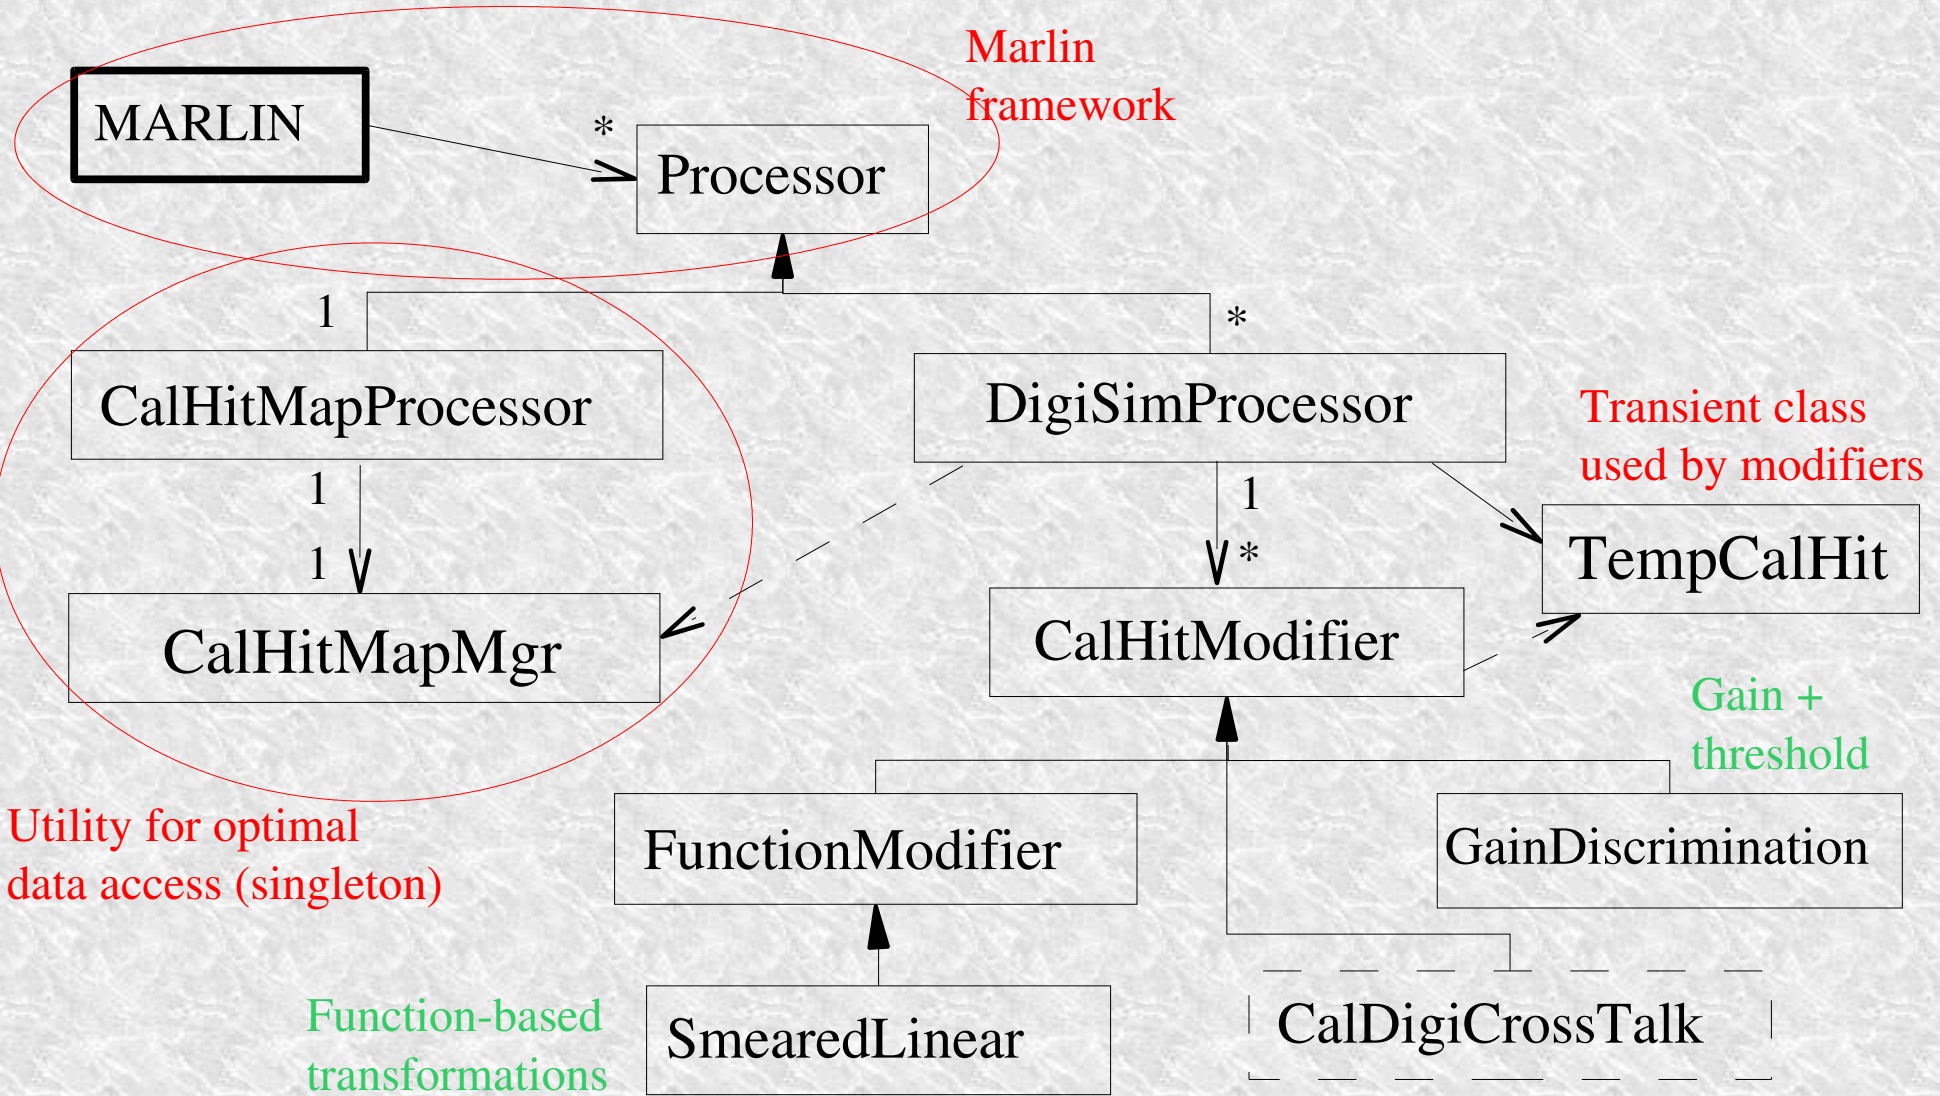 Marlin
framework
MARLIN
*
Processor
1
*
CalHitMapProcessor
DigiSimProcessor
Transient class
used by modifiers
1
1
1
*
TempCalHit
CalHitMapMgr
CalHitModifier
Gain +
threshold
Utility for optimal
data access (singleton)
FunctionModifier
GainDiscrimination
Function-based
transformations
SmearedLinear
CalDigiCrossTalk